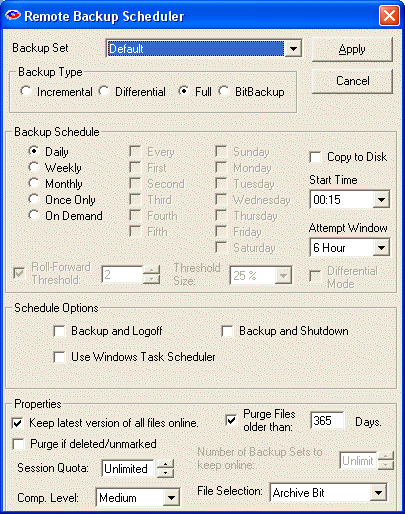 Remote Backup Scheduler
Backup Set Default Apply
Backup Type Cancel
Incremental Differential Full BitBackup
Backup Schedule
Daily Every Sunday
Weekly First Monday Copy to Disk
Monthly Second Tuesday Start Time
Once Only Third Wednesday 00:15
On Demand Fourth Thursday
Fifth Friday Attempt Window
Saturday 6 Hour
Roll-Forward Threshold: 2 Threshold Size: 25 % Differential Mode
Schedule Options
Backup and Logoff Backup and Shutdown
Use Windows Task Scheduler
Properties
Keep latest version of all files online. Purge Files older than: 365 Days.
Purge if deleted/unmarked
Session Quota: Unlimited Number of Backup Sets to keep online: Unlimit
Comp. Level: Medium File Selection: Archive Bit